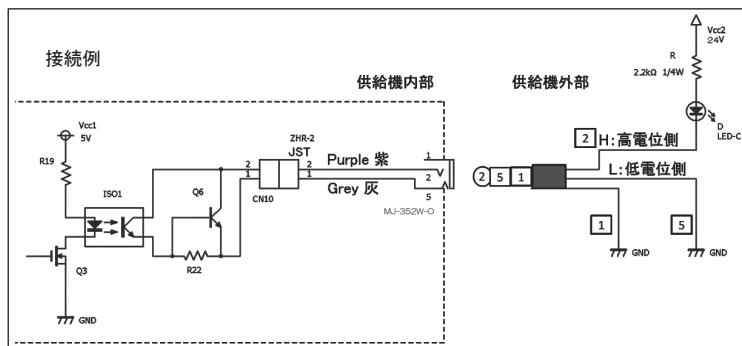 接続例
供給機内部
供給機外部
Vcc2
24V
R
2.2kΩ 1/4W
D
LED-C
2 H:高電位側
L:低電位側
Vcc1
5V
R19
ISO1
Q6
ZHR-2
JST
2
1
CN10
2
1
Purple 紫
Grey 灰
1
2
5
MJ-352W-O
2 5 1
Q3
R22
GND
1
GND
5
GND